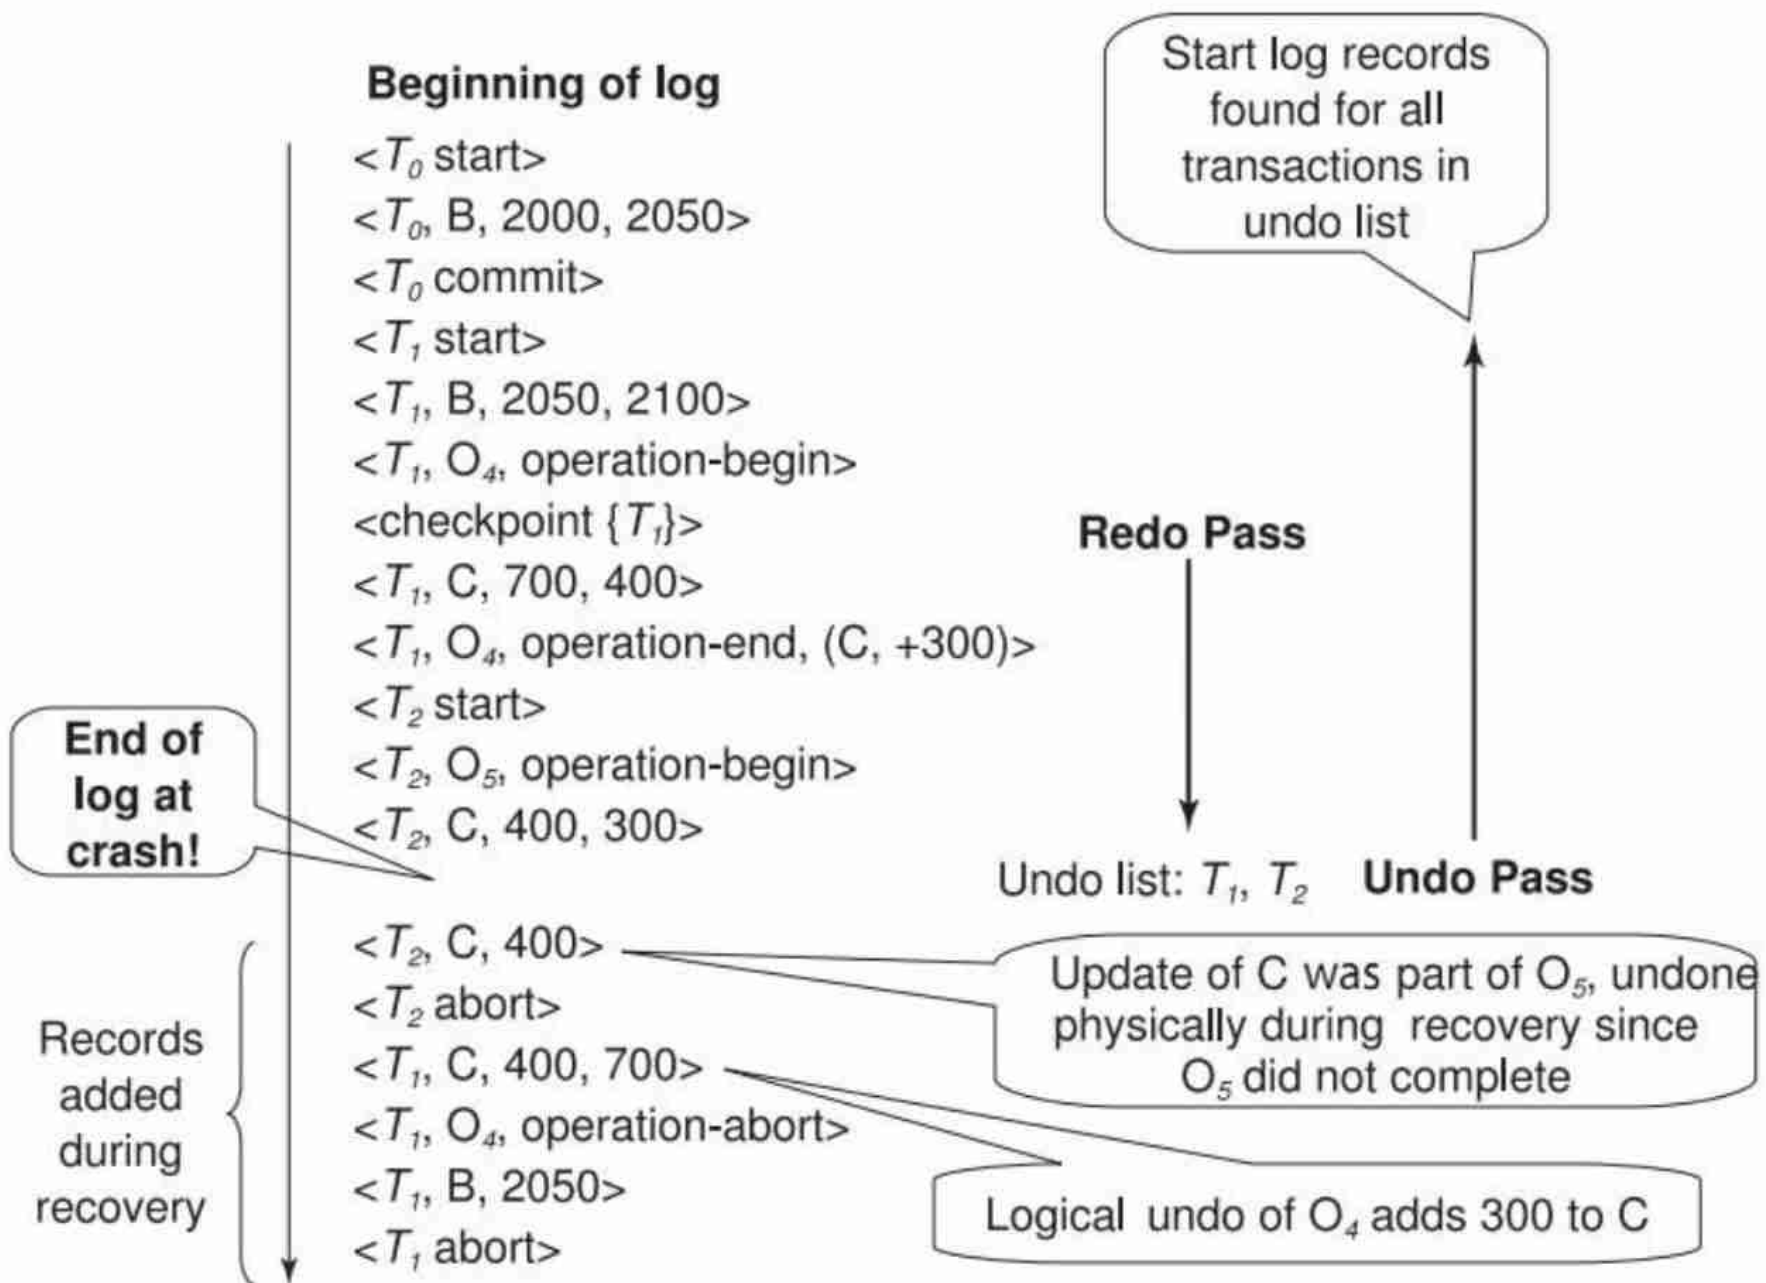 Beginning of log
<T0 start>
<T0, B, 2000, 2050>
<T0 commit>
<T1 start>
<T1, B, 2050, 2100>
<T1, O4, operation-begin>
<checkpoint {T1}>
<T1, C, 700, 400>
<T1, O4, operation-end, (C, +300)>
<T2 start>
<T2, O5, operation-begin>
<T2, C, 400, 300>
End of
log at
crash!
<T2, C, 400>
<T2 abort>
<T1, C, 400, 700>
<T1, O4, operation-abort>
<T1, B, 2050>
<T1 abort>
Records
added
during
recovery
Start log records
found for all
transactions in
undo list
Redo Pass
Undo list: T1, T2
Undo Pass
Update of C was part of O5, undone
physically during recovery since
O5 did not complete
Logical undo of O4 adds 300 to C